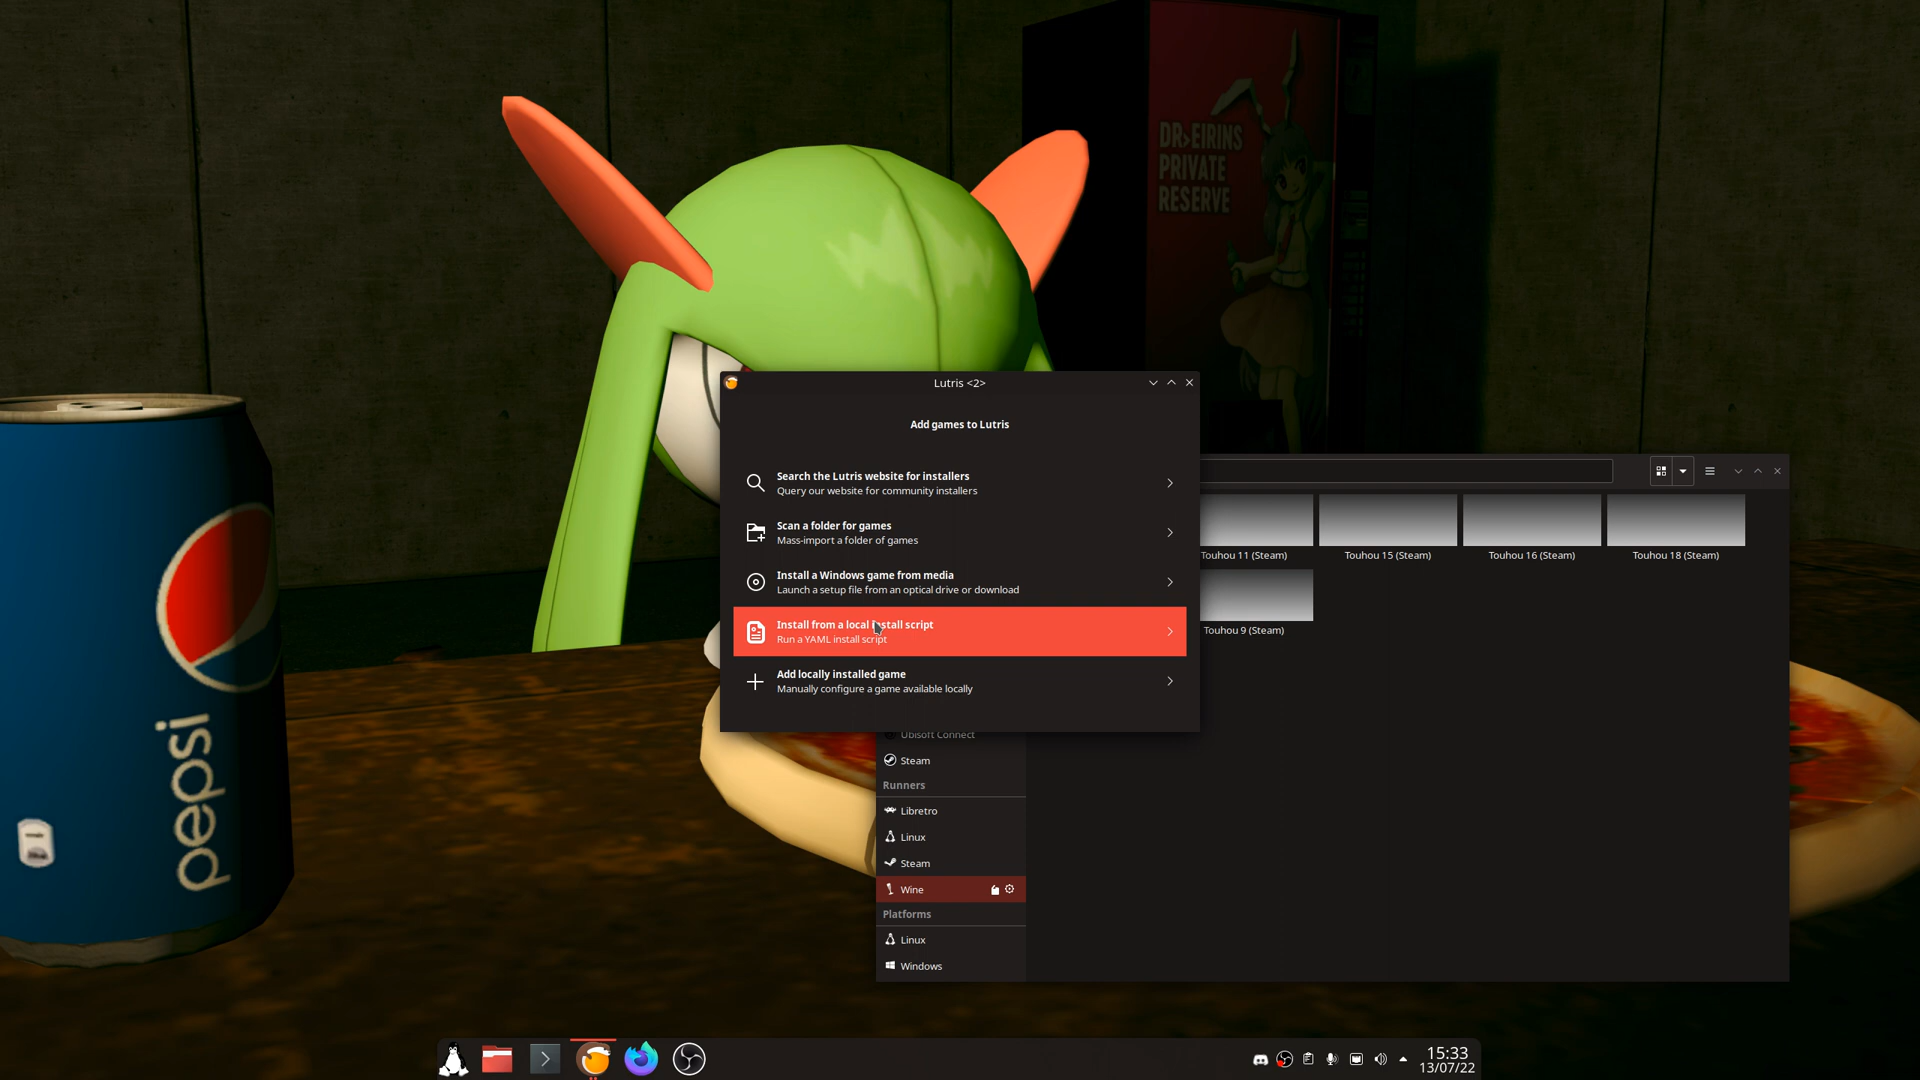 DR>EIRINS
PRIVATE
RESERVE
pepsi
Lutris <2>
Add games to Lutris
Search the Lutris website for installers
Query our website for community installers
Scan a folder for games
Mass-import a folder of games
Install a Windows game from media
Launch a setup file from an optical drive or download
Install from a local install script
Run a YAML install script
Add locally installed game
Manually configure a game available locally
Touhou 11 (Steam)
Touhou 15 (Steam)
Touhou 16 (Steam)
Touhou 18 (Steam)
Touhou 9 (Steam)
Ubisoft Connect
Steam
Runners
Libretro
Linux
Steam
Wine
Platforms
Linux
Windows
15:33
13/07/22